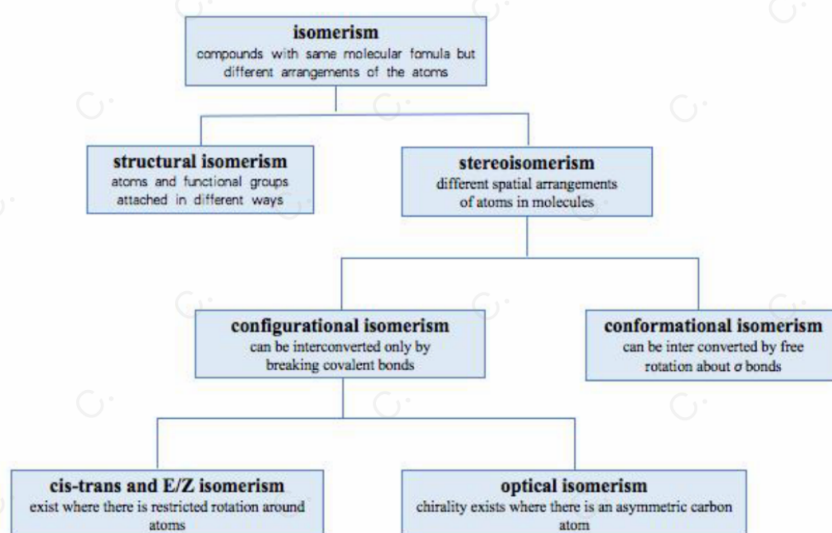 isomerism
compounds with same molecular fomula but
different arrangements of the atoms
structural isomerism
atoms and functional groups
attached in different ways
stereoisomerism
different spatial arrangements
of atoms in molecules
configurational isomerism
can be interconverted only by
breaking covalent bonds
conformational isomerism
can be inter converted by free
rotation about σ bonds
cis-trans and E/Z isomerism
exist where there is restricted rotation around
atoms
optical isomerism
chirality exists where there is an asymmetric carbon
atom